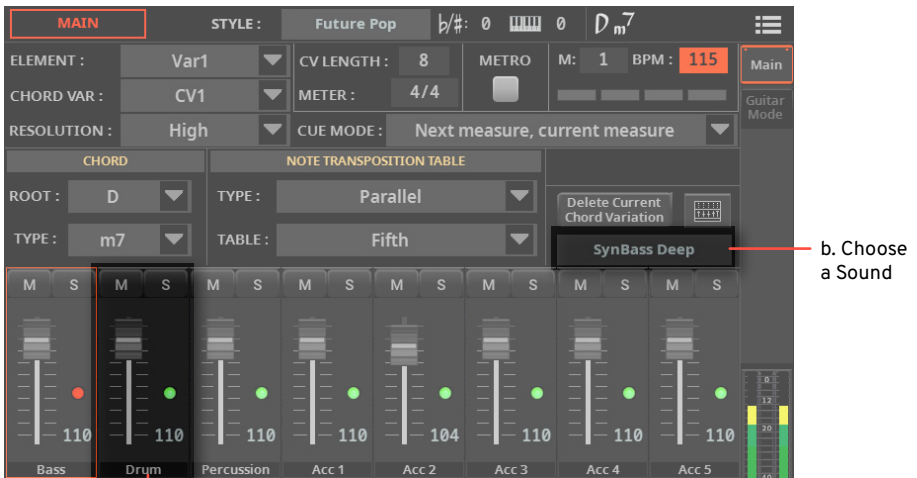 MAIN STYLE : Future Pop ♭/♯: 0 0 Dm7
ELEMENT : Var1 CV LENGTH : 8 METRO M: 1 BPM : 115 Main
CHORD VAR : CV1 METER : 4/4 Guitar
Mode
RESOLUTION : High CUE MODE : Next measure, current measure
CHORD NOTE TRANSPOSITION TABLE
ROOT : D TYPE : Parallel Delete Current
Chord Variation
TYPE : m7 TABLE : Fifth SynBass Deep b. Choose
a Sound
M S M S M S M S M S M S M S M S
0
12
20
110 110 110 110 104 110 110 110
Bass Drum Percussion Acc 1 Acc 2 Acc 3 Acc 4 Acc 5
40